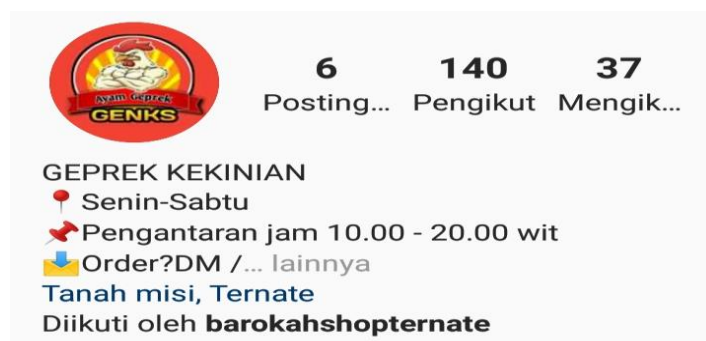 Ayam Geprek
GENKS
6 140 37
Posting... Pengikut Mengik...
GEPREK KEKINIAN
Senin-Sabtu
Pengantaran jam 10.00 - 20.00 wit
Order?DM /... lainnya
Tanah misi, Ternate
Diikuti oleh barokahshopternate